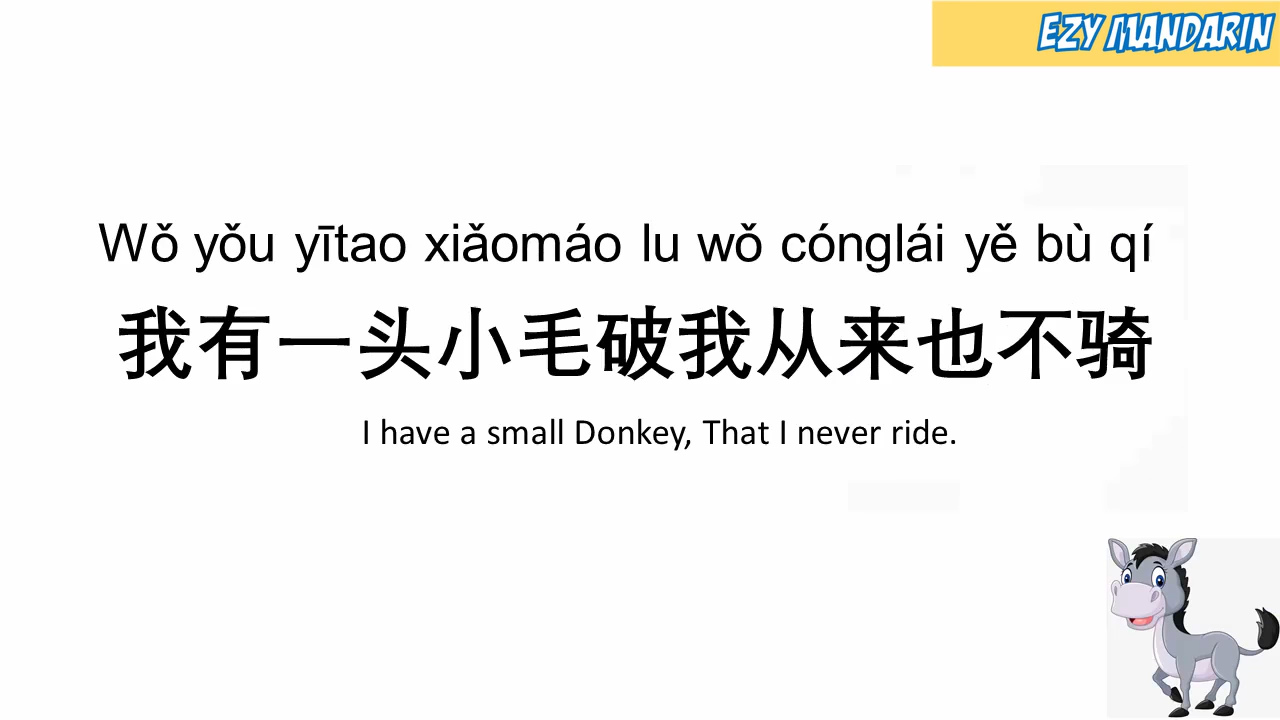 EZY MANDARIN
Wǒ yǒu yītao xiǎomáo lu wǒ cónglái yě bù qí
我有一头小毛破我从来也不骑
I have a small Donkey, That I never ride.